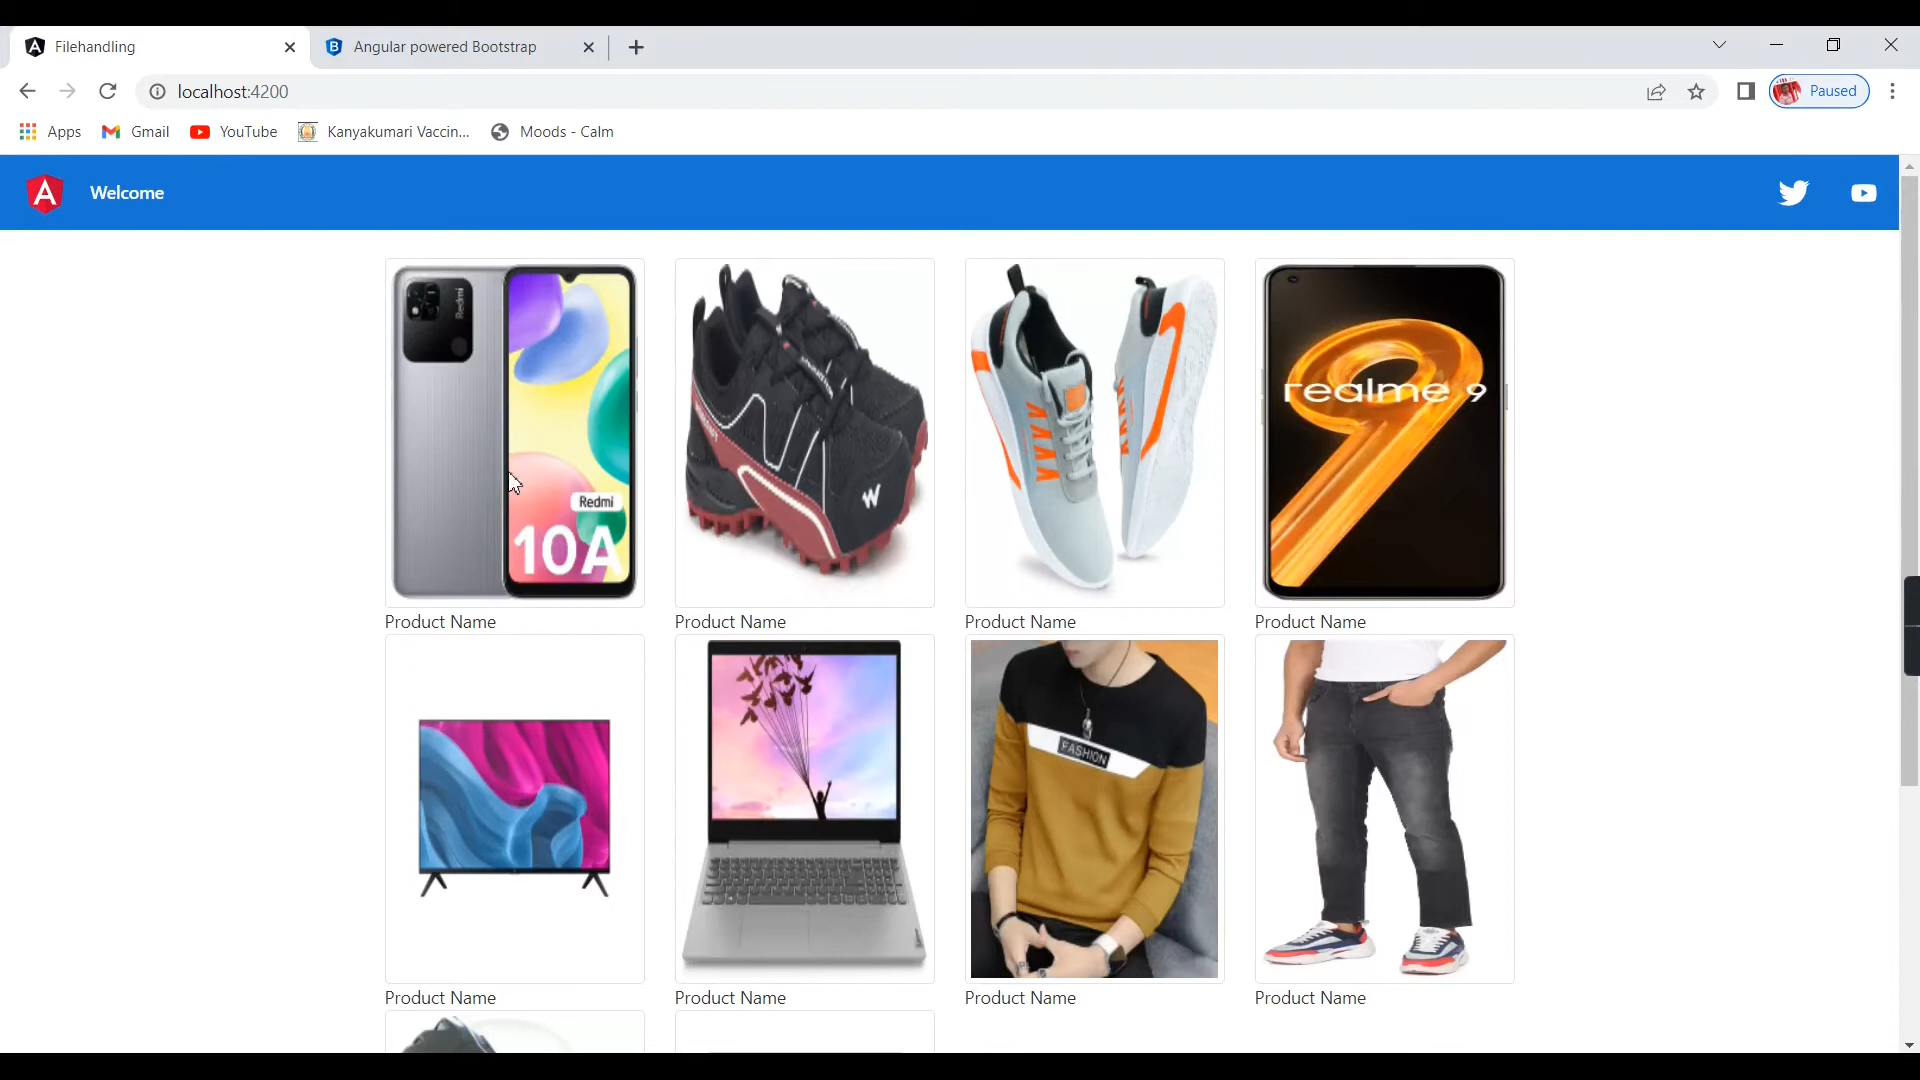 Filehandling
Angular powered Bootstrap
localhost:4200
Paused
Apps
Gmail
YouTube
Kanyakumari Vaccin...
Moods - Calm
Welcome
Redmi
Redmi
10A
W
realme 9
Product Name
Product Name
Product Name
Product Name
FASHION
Product Name
Product Name
Product Name
Product Name